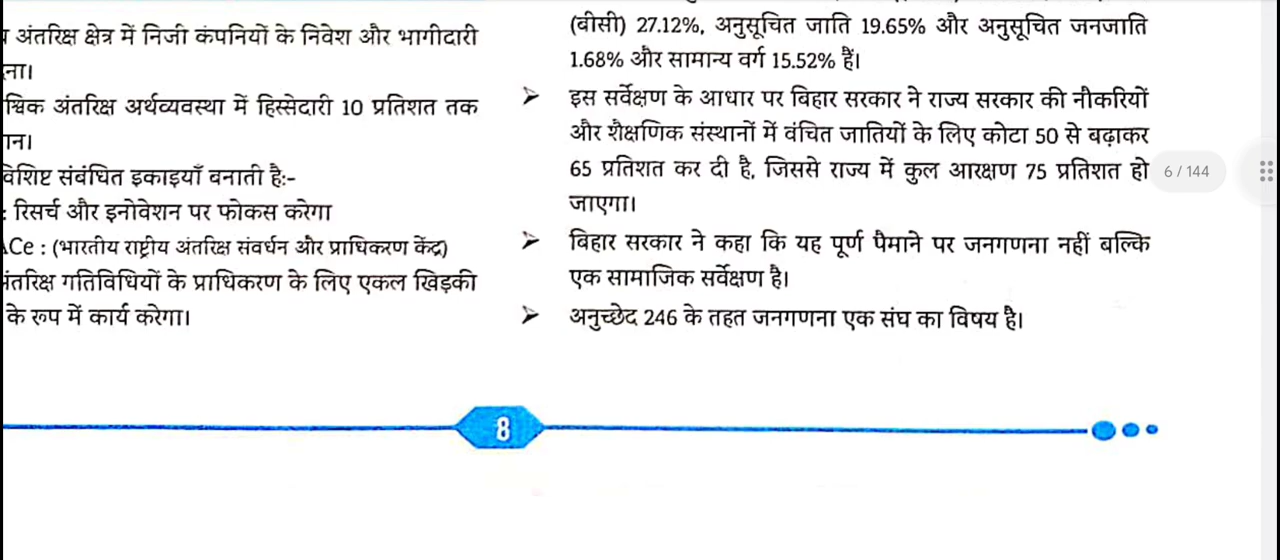 अंतरिक्ष क्षेत्र में निजी कंपनियों के निवेश और भागीदारी
अंतरिक्ष अर्थव्यवस्था में हिस्सेदारी 10 प्रतिशत तक
विशिष्ट संबंधित इकाइयाँ बनाती है:-
: रिसर्च और इनोवेशन पर फोकस करेगा
ACe : (भारतीय राष्ट्रीय अंतरिक्ष संवर्धन और प्राधिकरण केंद्र)
अंतरिक्ष गतिविधियों के प्राधिकरण के लिए एकल खिड़की
के रूप में कार्य करेगा।
(बीसी) 27.12%, अनुसूचित जाति 19.65% और अनुसूचित जनजाति
1.68% और सामान्य वर्ग 15.52% हैं।
➢ इस सर्वेक्षण के आधार पर बिहार सरकार ने राज्य सरकार की नौकरियों
और शैक्षणिक संस्थानों में वंचित जातियों के लिए कोटा 50 से बढ़ाकर
65 प्रतिशत कर दी है, जिससे राज्य में कुल आरक्षण 75 प्रतिशत हो
जाएगा।
➢ बिहार सरकार ने कहा कि यह पूर्ण पैमाने पर जनगणना नहीं बल्कि
एक सामाजिक सर्वेक्षण है।
➢ अनुच्छेद 246 के तहत जनगणना एक संघ का विषय है।
6 / 144
8